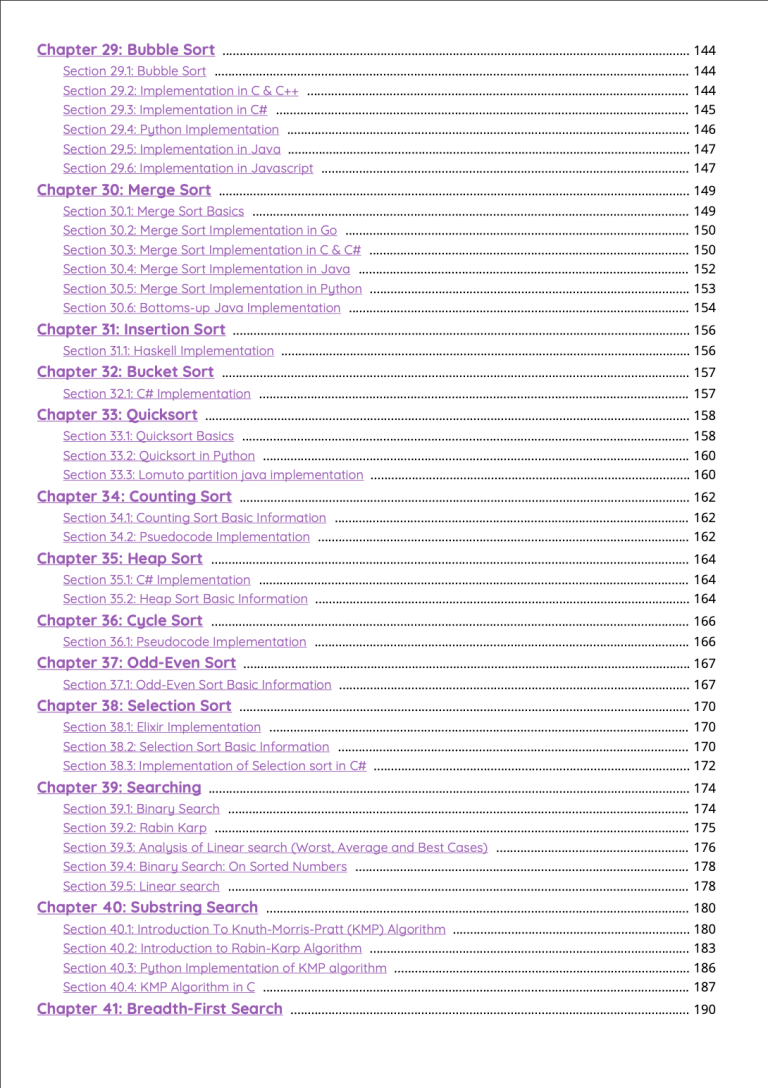 Chapter 29: Bubble Sort ........................ 144
Section 29.1: Bubble Sort ........................ 144
Section 29.2: Implementation in C & C++ ........................ 144
Section 29.3: Implementation in C# ........................ 145
Section 29.4: Python Implementation ........................ 146
Section 29.5: Implementation in Java ........................ 147
Section 29.6: Implementation in Javascript ........................ 147
Chapter 30: Merge Sort ........................ 149
Section 30.1: Merge Sort Basics ........................ 149
Section 30.2: Merge Sort Implementation in Go ........................ 150
Section 30.3: Merge Sort Implementation in C & C# ........................ 150
Section 30.4: Merge Sort Implementation in Java ........................ 152
Section 30.5: Merge Sort Implementation in Python ........................ 153
Section 30.6: Bottoms-up Java Implementation ........................ 154
Chapter 31: Insertion Sort ........................ 156
Section 31.1: Haskell Implementation ........................ 156
Chapter 32: Bucket Sort ........................ 157
Section 32.1: C# Implementation ........................ 157
Chapter 33: Quicksort ........................ 158
Section 33.1: Quicksort Basics ........................ 158
Section 33.2: Quicksort in Python ........................ 160
Section 33.3: Lomuto partition java implementation ........................ 160
Chapter 34: Counting Sort ........................ 162
Section 34.1: Counting Sort Basic Information ........................ 162
Section 34.2: Psuedocode Implementation ........................ 162
Chapter 35: Heap Sort ........................ 164
Section 35.1: C# Implementation ........................ 164
Section 35.2: Heap Sort Basic Information ........................ 164
Chapter 36: Cycle Sort ........................ 166
Section 36.1: Pseudocode Implementation ........................ 166
Chapter 37: Odd-Even Sort ........................ 167
Section 37.1: Odd-Even Sort Basic Information ........................ 167
Chapter 38: Selection Sort ........................ 170
Section 38.1: Elixir Implementation ........................ 170
Section 38.2: Selection Sort Basic Information ........................ 170
Section 38.3: Implementation of Selection sort in C# ........................ 172
Chapter 39: Searching ........................ 174
Section 39.1: Binary Search ........................ 174
Section 39.2: Rabin Karp ........................ 175
Section 39.3: Analysis of Linear search (Worst, Average and Best Cases) ........................ 176
Section 39.4: Binary Search: On Sorted Numbers ........................ 178
Section 39.5: Linear search ........................ 178
Chapter 40: Substring Search ........................ 180
Section 40.1: Introduction To Knuth-Morris-Pratt (KMP) Algorithm ........................ 180
Section 40.2: Introduction to Rabin-Karp Algorithm ........................ 183
Section 40.3: Python Implementation of KMP algorithm ........................ 186
Section 40.4: KMP Algorithm in C ........................ 187
Chapter 41: Breadth-First Search ........................ 190